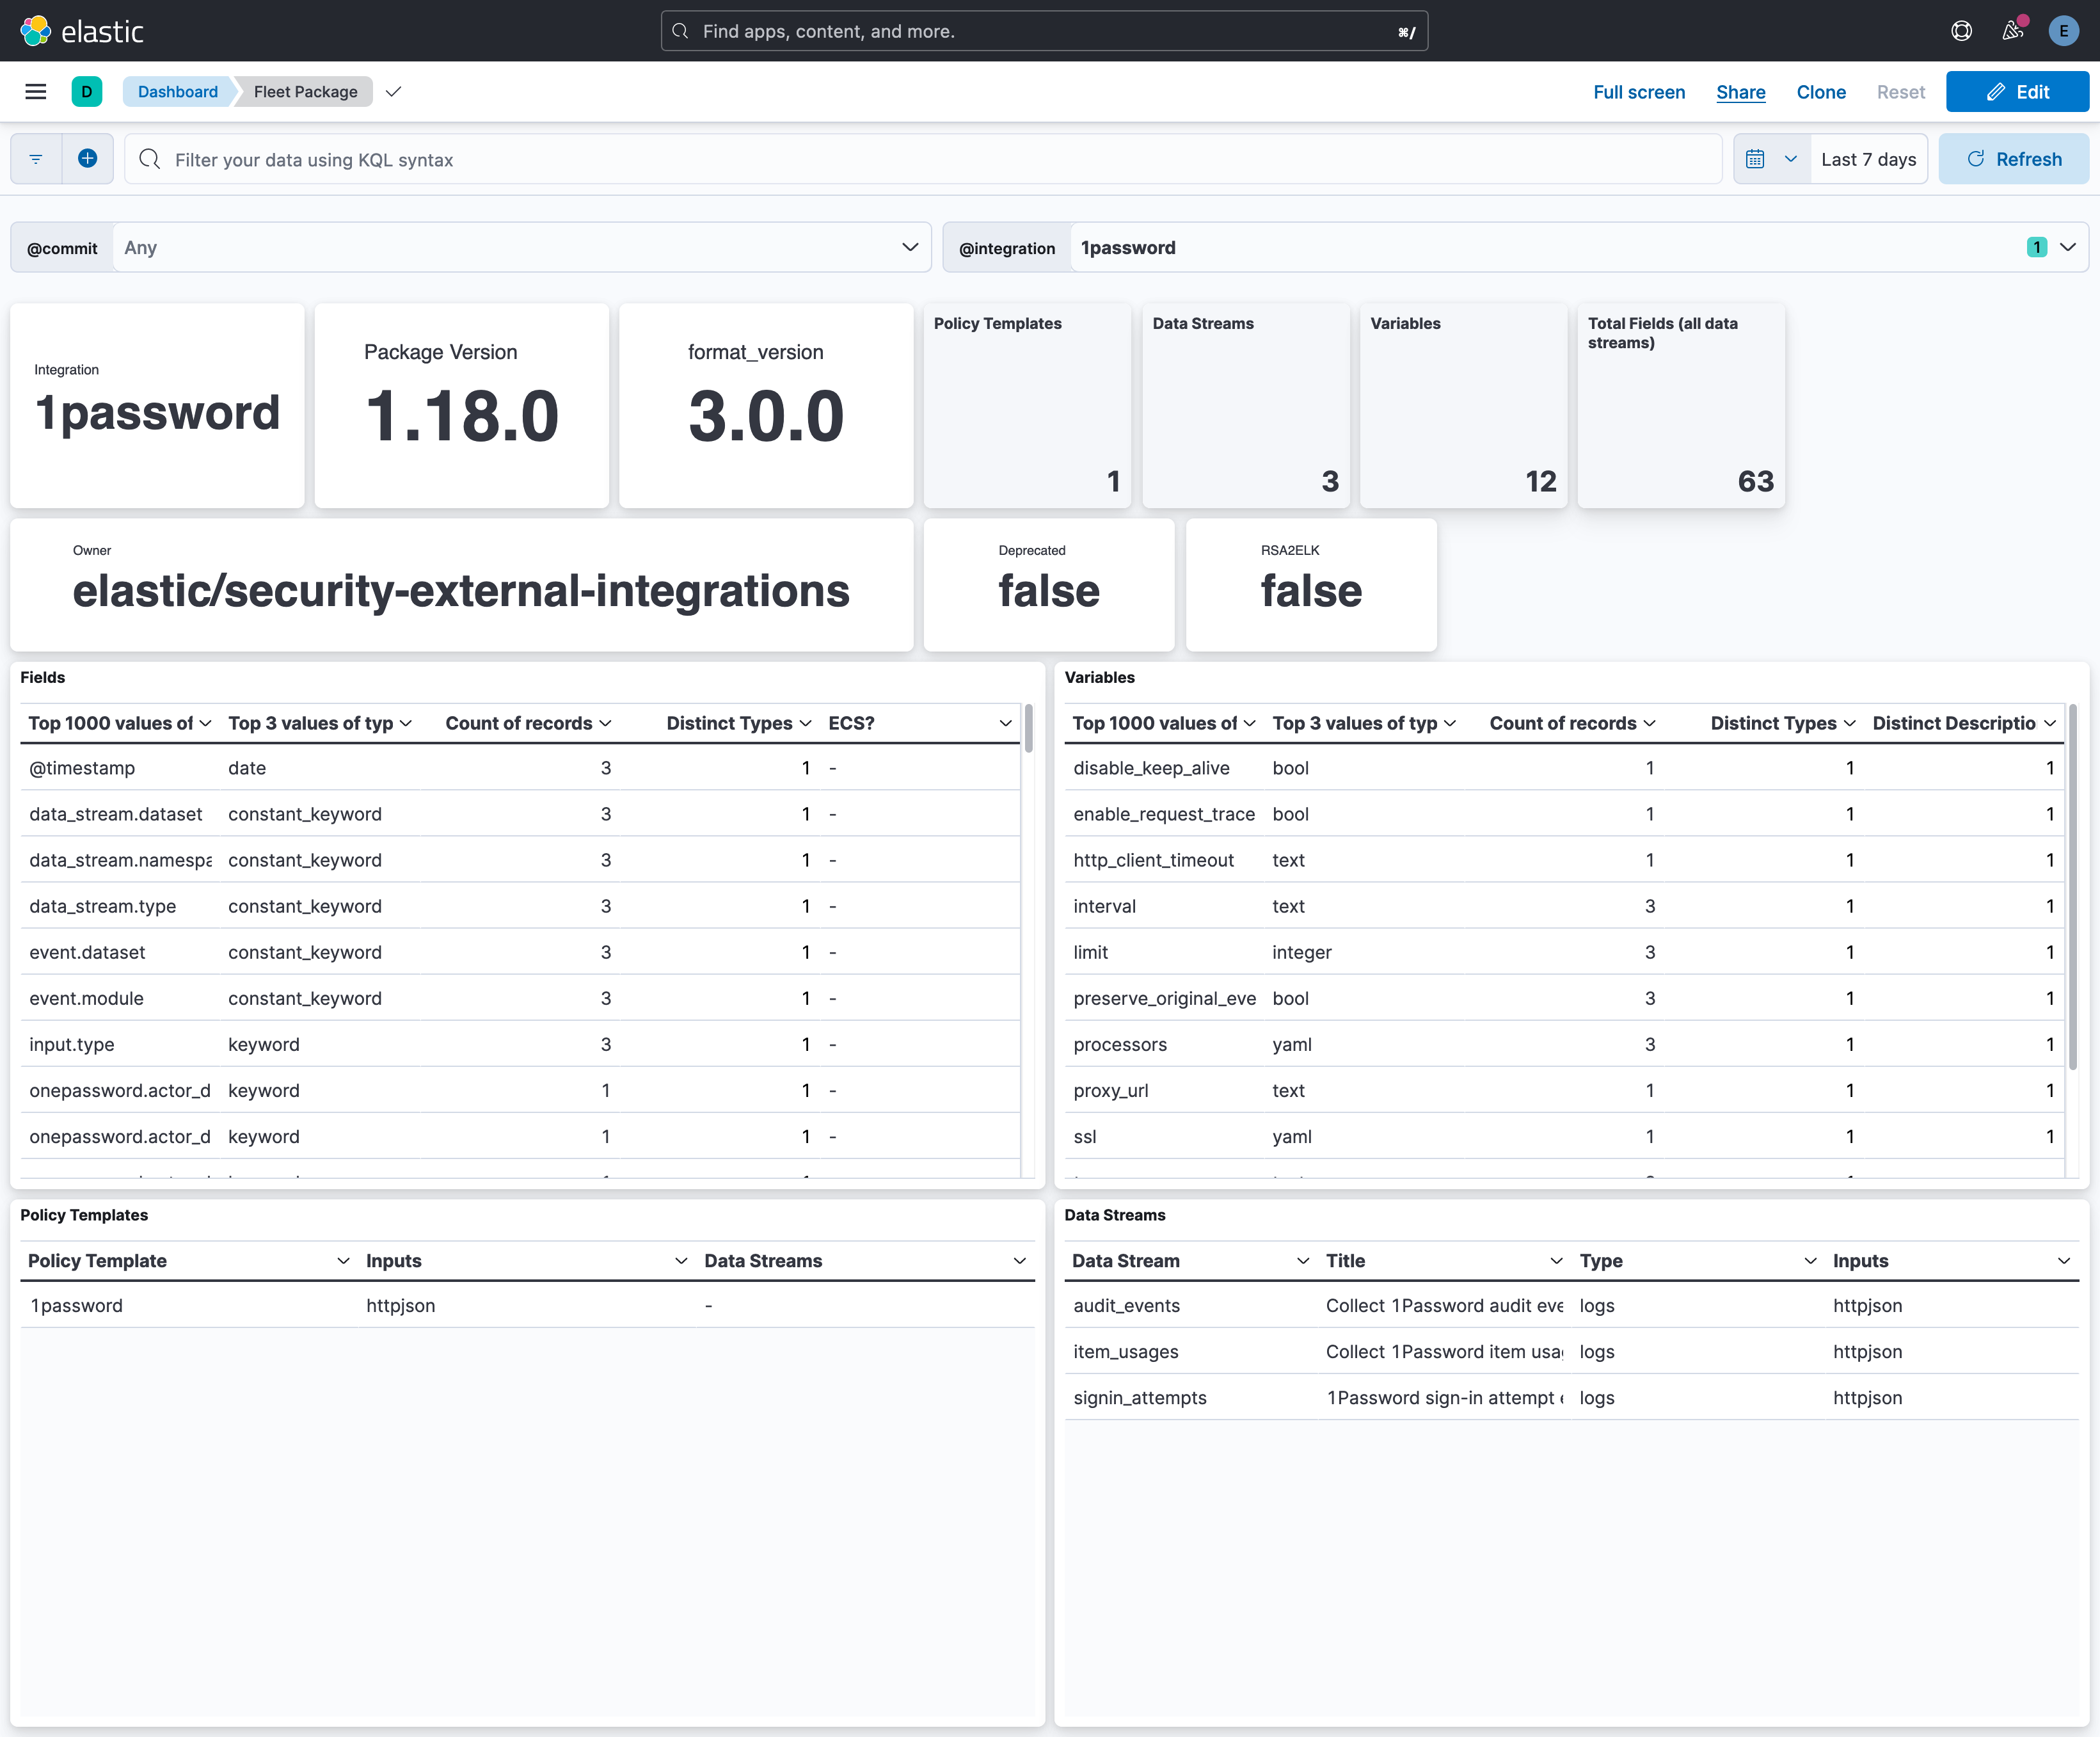 elastic
Find apps, content, and more.
⌘/
E
D
Dashboard
Fleet Package
Full screen
Share
Clone
Reset
Edit
Filter your data using KQL syntax
Last 7 days
Refresh
@commit
Any
@integration
1password
1
Integration
1password
Package Version
1.18.0
format_version
3.0.0
Policy Templates
1
Data Streams
3
Variables
12
Total Fields (all data
streams)
63
Owner
elastic/security-external-integrations
Deprecated
false
RSA2ELK
false
Fields
Top 1000 values of Top 3 values of typ Count of records Distinct Types ECS?
@timestamp date 3 1 -
data_stream.dataset constant_keyword 3 1 -
data_stream.namespa constant_keyword 3 1 -
data_stream.type constant_keyword 3 1 -
event.dataset constant_keyword 3 1 -
event.module constant_keyword 3 1 -
input.type keyword 3 1 -
onepassword.actor_d keyword 1 1 -
onepassword.actor_d keyword 1 1 -
Variables
Top 1000 values of Top 3 values of typ Count of records Distinct Types Distinct Descriptio
disable_keep_alive bool 1 1 1
enable_request_trace bool 1 1 1
http_client_timeout text 1 1 1
interval text 3 1 1
limit integer 3 1 1
preserve_original_eve bool 3 1 1
processors yaml 3 1 1
proxy_url text 1 1 1
ssl yaml 1 1 1
Policy Templates
Policy Template Inputs Data Streams
1password httpjson -
Data Streams
Data Stream Title Type Inputs
audit_events Collect 1Password audit eve logs httpjson
item_usages Collect 1Password item usag logs httpjson
signin_attempts 1Password sign-in attempt logs httpjson